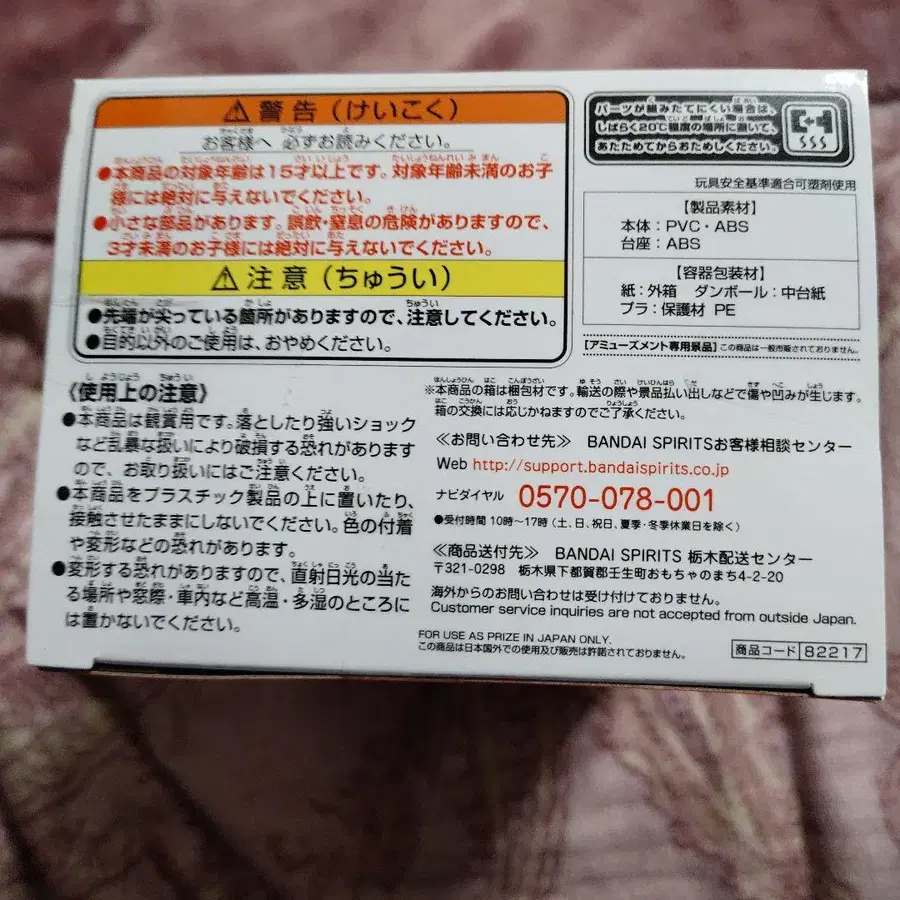 ⚠警告(けいこく)
お客様へ 必ずお読みください。
●本商品の対象年齢は15才以上です。対象年齢未満のお子
様には絶対に与えないでください。
●小さな部品があります。誤飲・窒息の危険がありますので、
3才未満のお子様には絶対に与えないでください。
⚠注意(ちゅうい)
●先端が尖っている箇所がありますので、注意してください。
●目的以外のご使用は、おやめください。
《使用上の注意》
●本商品は観賞用です。落としたり強いショック
など乱暴な扱いにより破損する恐れがあります
ので、お取り扱いにはご注意ください。
●本商品をプラスチック製品の上に置いたり、
接触させたままにしないでください。色の付着
や変形などの恐れがあります。
●変形する恐れがありますので、直射日光の当た
る場所や窓際・車内など高温・多湿のところに
は置かないでください。
パーツが組みたてにくい場合は、
しばらく20℃程度の場所に置いて、
あたためてからおためしください。
玩具安全基準適合可塑剤使用
【製品素材】
本体:PVC・ABS
台座:ABS
【容器包装材】
紙:外箱 ダンボール:中台紙
プラ:保護材 PE
【アミューズメント専用景品】この商品は一般市販されておりません。
※本商品の箱は梱包材です。輸送の際や景品払い出しなどで傷や凹みが生じます。
箱の交換には応じかねますのでご了承ください。
≪お問い合わせ先≫ BANDAI SPIRITSお客様相談センター
Web http://support.bandaispirits.co.jp
ナビダイヤル 0570-078-001
●受付時間 10時〜17時(土、日、祝日、夏季・冬季休業日を除く)
≪商品送付先≫ BANDAI SPIRITS 栃木配送センター
〒321-0298 栃木県下都賀郡壬生町おもちゃのまち4-2-20
海外からのお問い合わせは受け付けておりません。
Customer service inquiries are not accepted from outside Japan.
FOR USE AS PRIZE IN JAPAN ONLY.
この商品は日本国外での使用及び販売は許諾されておりません。
商品コード 82217